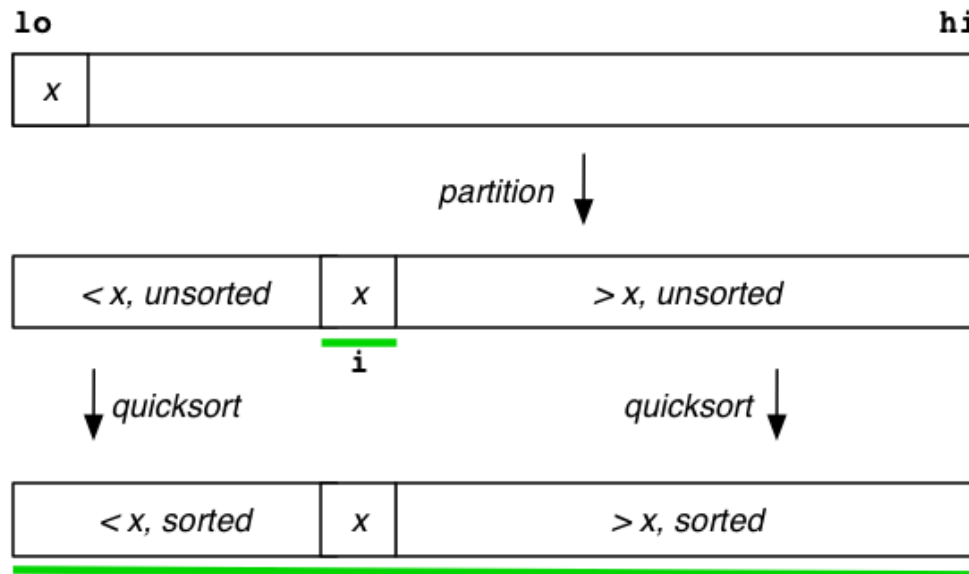 lo hi
x
partition
< x, unsorted x > x, unsorted
i
quicksort quicksort
< x, sorted x > x, sorted